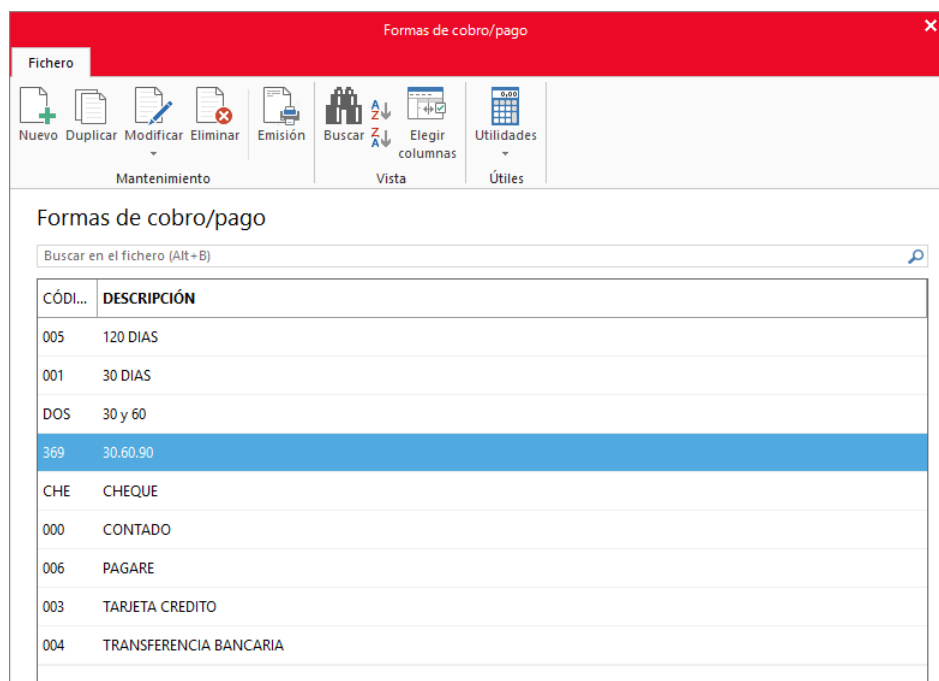 Formas de cobro/pago
Fichero
Nuevo Duplicar Modificar Eliminar Emisión Buscar A Z Z A Elegir columnas 0,00 Utilidades
Mantenimiento Vista Útiles
Formas de cobro/pago
Buscar en el fichero (Alt+B)
CÓDI... DESCRIPCIÓN
005 120 DIAS
001 30 DIAS
DOS 30 y 60
369 30.60.90
CHE CHEQUE
000 CONTADO
006 PAGARE
003 TARJETA CREDITO
004 TRANSFERENCIA BANCARIA